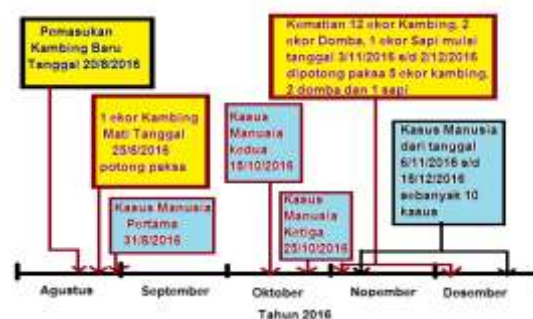 Pemasukan
Kambing Baru
Tanggal 20/8/2016
1 ekor Kambing
Mati Tanggal
25/8/2016
potong paksa
Kasus Manusia
Pertama
31/8/2016
Kasus
Manusia
kedua
15/10/2016
Kasus
Manusia
Ketiga
25/10/2016
Kematian 12 ekor Kambing, 2
ekor Domba, 1 ekor Sapi mulai
tanggal 3/11/2016 s/d 2/12/2016
dipotong paksa 5 ekor kambing,
2 domba dan 1 sapi
Kasus Manusia
dari tanggal
6/11/2016 s/d
15/12/2016
sebanyak 10
kasus
Agustus
September
Oktober
Nopember
Desember
Tahun 2016